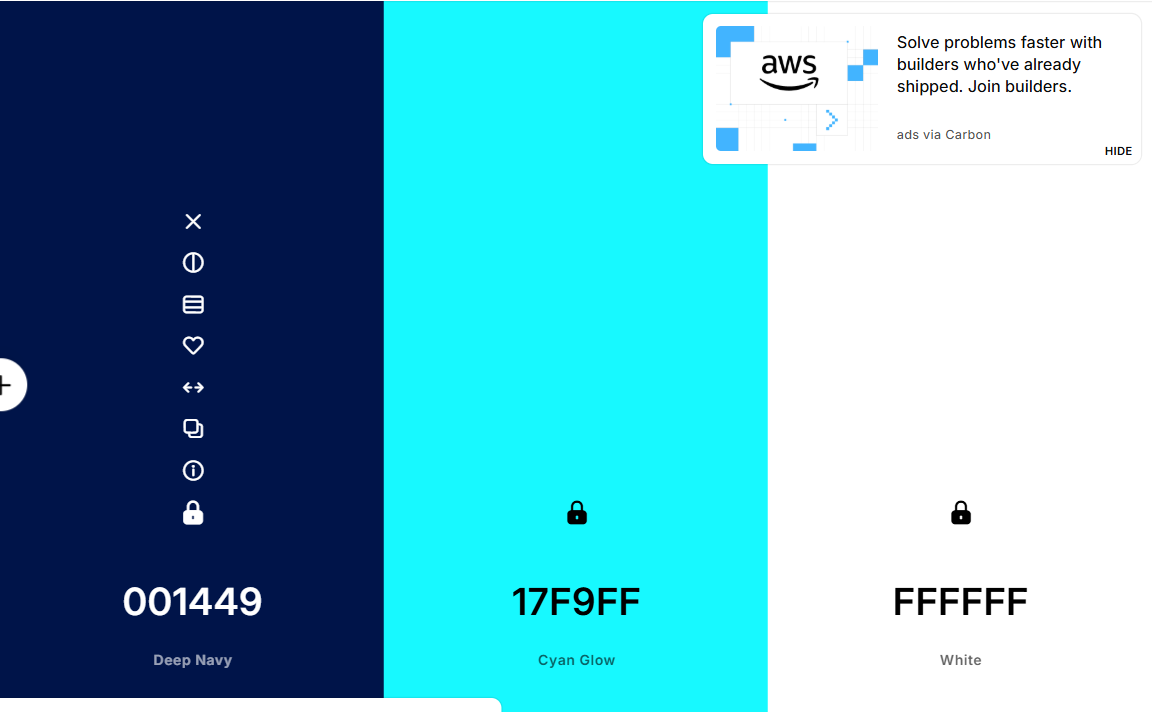 aws
Solve problems faster with
builders who've already
shipped. Join builders.
ads via Carbon
HIDE
001449
Deep Navy
17F9FF
Cyan Glow
FFFFFF
White